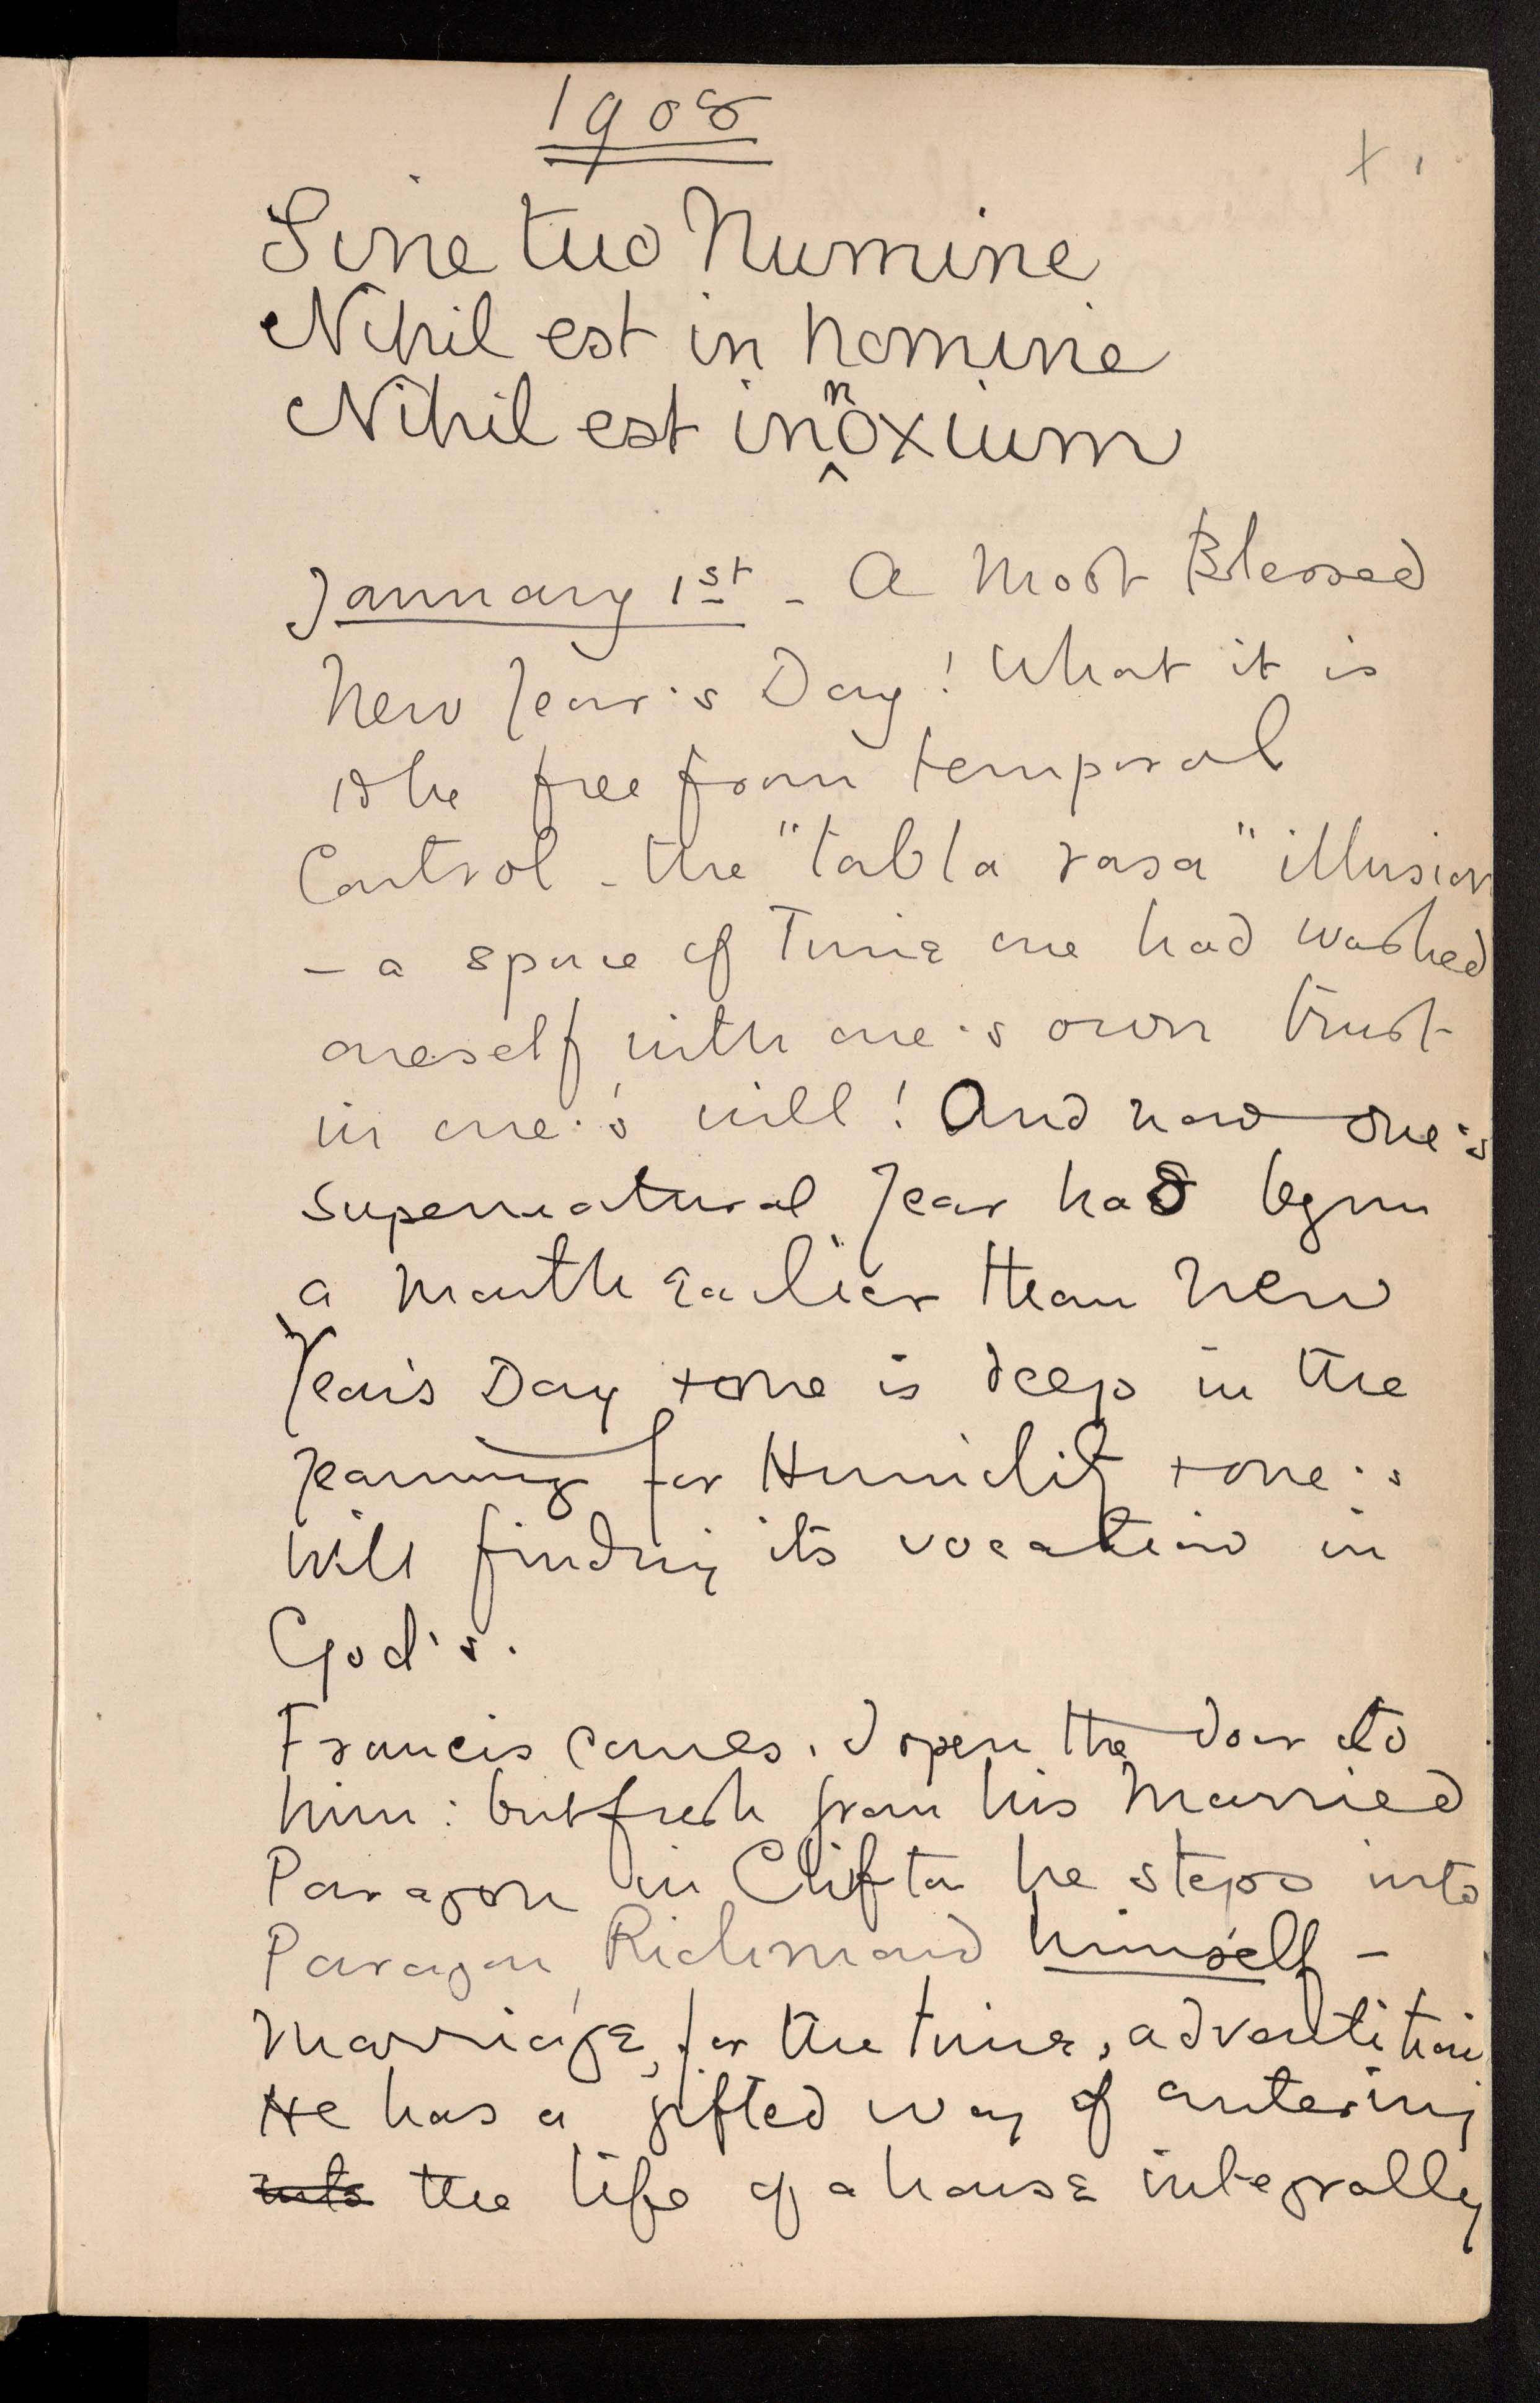 1908
x 1
Sine tuo Numine
Nihil est in homine
Nihil est innoxium
January 1st - A Most Blessed
New Year's Day! What it is
to be free from temporal
Control - the "tabla rasa" illusion
- a space of Time one had washed
oneself with one's own trust
in one's will! And now one's
supernatural Year has begun
a month earlier than New
Year's Day + one is deep in the
yearning for Humility + one's
will finding its vocation in
God's.
Francis comes. I open the door to
him: but fresh from his Married
Paragon in Clifton he steps into
Paragon, Richmond himself -
Marriage, for the time, adventitious
He has a gifted way of entering
into the life of a house integrally